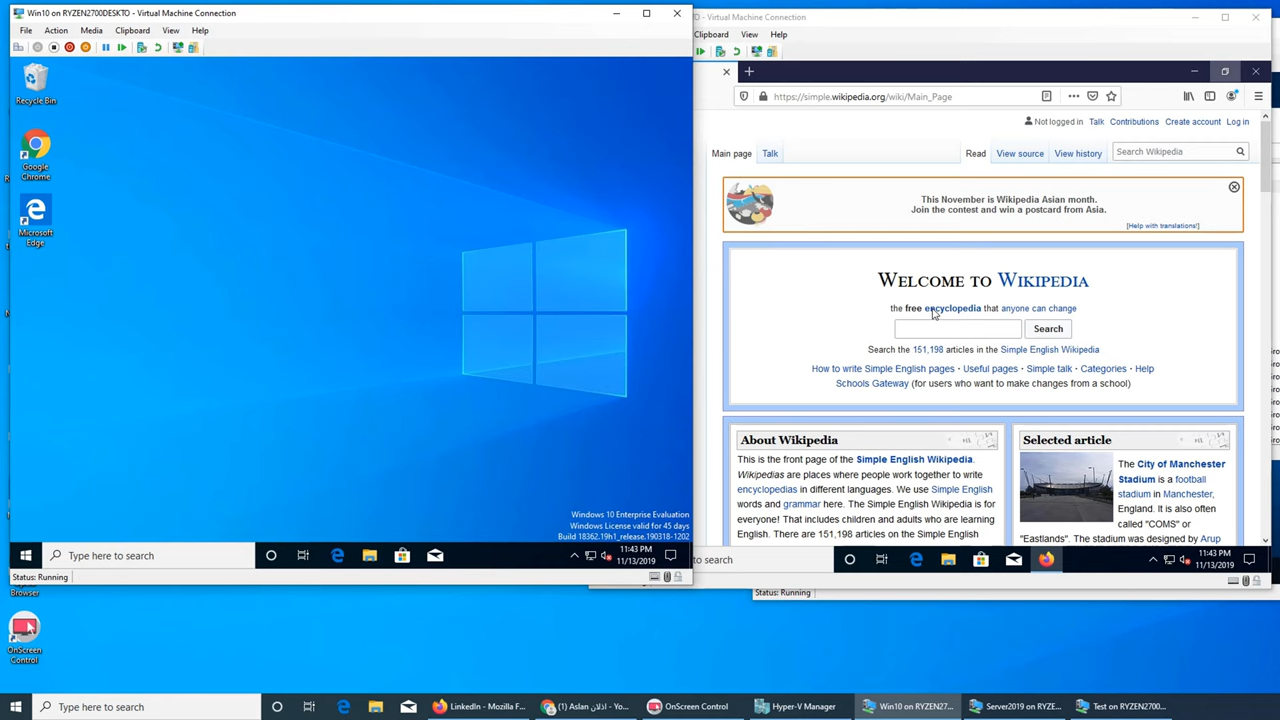 Win10 on RYZEN2700DESKTO - Virtual Machine Connection
File Action Media Clipboard View Help
Recycle Bin
Google
Chrome
Microsoft
Edge
Windows 10 Enterprise Evaluation
Windows License valid for 45 days
Build 18362.19h1_release.190318-1202
Type here to search
11:43 PM
11/13/2019
Status: Running
- Virtual Machine Connection
Clipboard View Help
https://simple.wikipedia.org/wiki/Main_Page
Not logged in Talk Contributions Create account Log in
Main page Talk Read View source View history Search Wikipedia
This November is Wikipedia Asian month.
Join the contest and win a postcard from Asia.
[Help with translations!]
WELCOME TO WIKIPEDIA
the free encyclopedia that anyone can change
Search
Search the 151,198 articles in the Simple English Wikipedia
How to write Simple English pages · Useful pages · Simple talk · Categories · Help
Schools Gateway (for users who want to make changes from a school)
About Wikipedia
This is the front page of the Simple English Wikipedia.
Wikipedias are places where people work together to write
encyclopedias in different languages. We use Simple English
words and grammar here. The Simple English Wikipedia is for
everyone! That includes children and adults who are learning
English. There are 151,198 articles on the Simple English
Selected article
The City of Manchester
Stadium is a football
stadium in Manchester,
England. It is also often
called "COMS" or
"Eastlands". The stadium was designed by Arup
to search
11:43 PM
11/13/2019
Status: Running
Browser
OnScreen
Control
Type here to search
LinkedIn - Mozilla F...
(1) Aslan اذلان - Yo...
OnScreen Control
Hyper-V Manager
Win10 on RYZEN27...
Server2019 on RYZE...
Test on RYZEN2700...